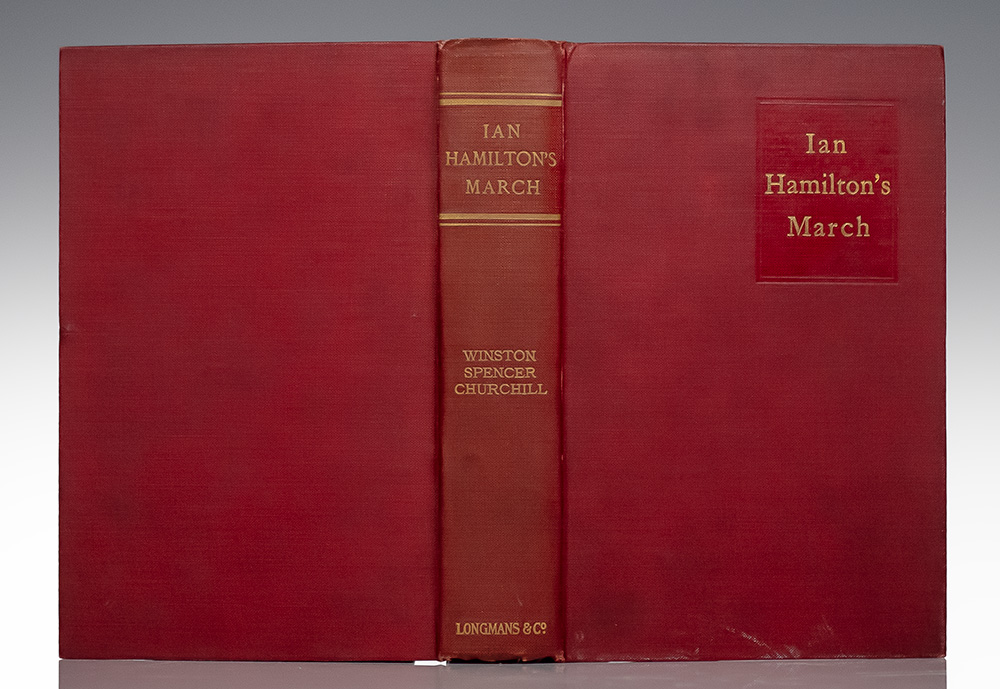 IAN
HAMILTON'S
MARCH
WINSTON
SPENCER
CHURCHILL
LONGMANS & Co.
Ian
Hamilton's
March